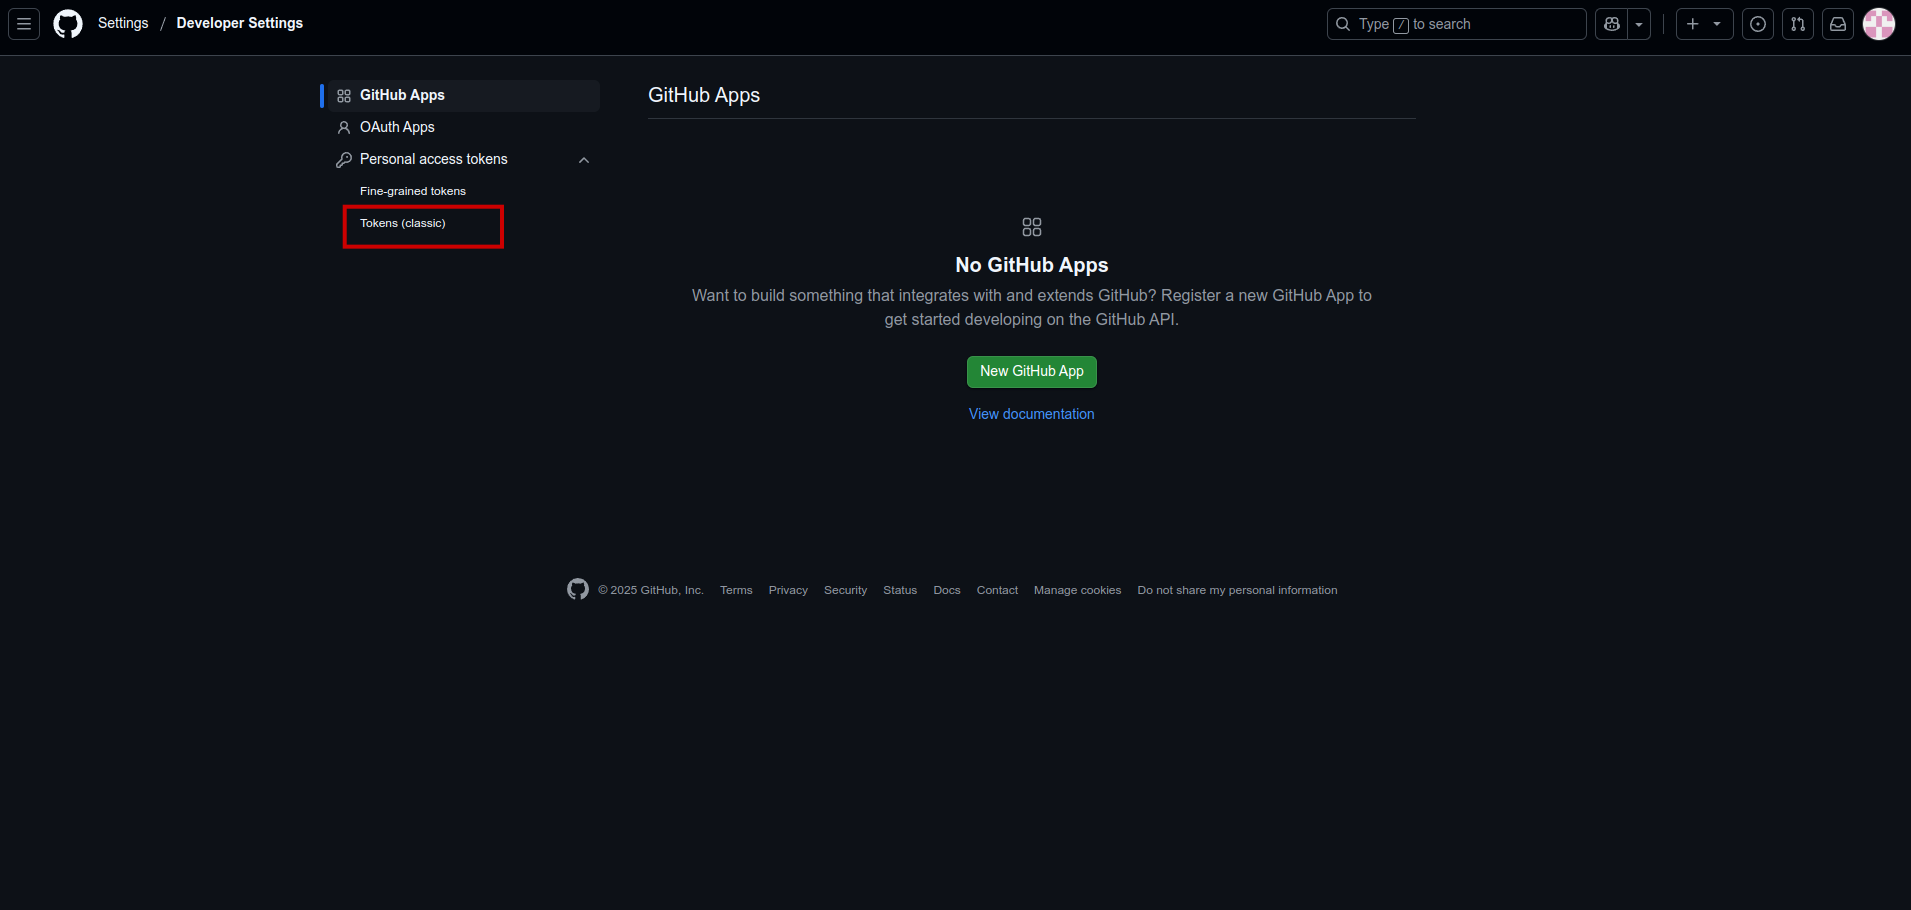 Settings / Developer Settings
Type / to search
GitHub Apps
OAuth Apps
Personal access tokens
Fine-grained tokens
Tokens (classic)
GitHub Apps
No GitHub Apps
Want to build something that integrates with and extends GitHub? Register a new GitHub App to
get started developing on the GitHub API.
New GitHub App
View documentation
© 2025 GitHub, Inc. Terms Privacy Security Status Docs Contact Manage cookies Do not share my personal information